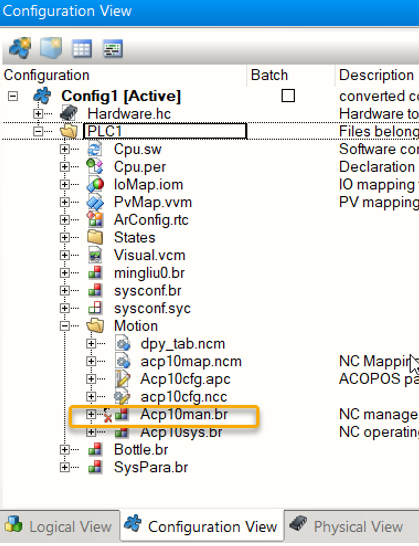 Configuration View
Configuration Batch Description
Config1 [Active] converted co
Hardware.hc Hardware to
PLC1 Files belong
Cpu.sw Software cor
Cpu.per Declaration
IoMap.iom IO mapping
PvMap.vvm PV mapping
ArConfig.rtc
States
Visual.vcm
mingliu0.br
sysconf.br
sysconf.syc
Motion
dpy_tab.ncm
acp10map.ncm NC Mappin
Acp10cfg.apc ACOPOS pa
acp10cfg.ncc
Acp10man.br NC manage
Acp10sys.br NC operating
Bottle.br
SysPara.br
Logical View Configuration View Physical View